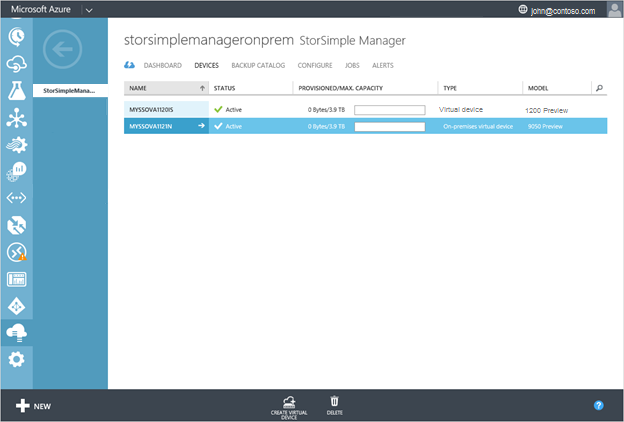 Microsoft Azure
john@contoso.com
storsimplemanageronprem StorSimple Manager
DASHBOARD DEVICES BACKUP CATALOG CONFIGURE JOBS ALERTS
StorSimpleMana...
NAME STATUS PROVISIONED/MAX. CAPACITY TYPE MODEL
MYSSOVA1120IS Active 0 Bytes/3.9 TB Virtual device 1200 Preview
MYSSOVA1121N Active 0 Bytes/3.9 TB On-premises virtual device 9050 Preview
NEW
CREATE VIRTUAL
DEVICE
DELETE
?